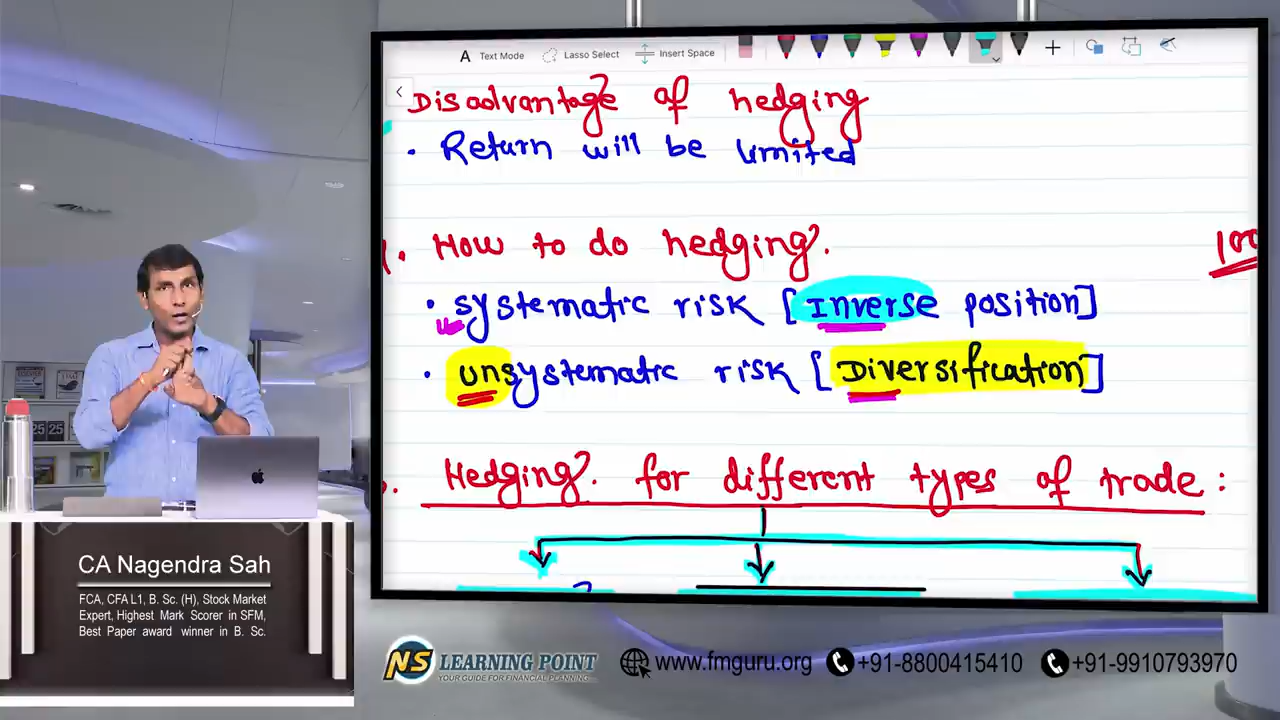 A Text Mode Lasso Select Insert Space
Disadvantage of hedging
• Return will be limited
. How to do hedging?
100
• systematic risk [Inverse position]
• unsystematic risk [Diversification]
. Hedging? for different types of trade :
CA Nagendra Sah
FCA, CFA L1, B. Sc. (H), Stock Market
Expert, Highest Mark Scorer in SFM,
Best Paper award winner in B. Sc.
NS LEARNING POINT
YOUR GUIDE FOR FINANCIAL PLANNING...
www.fmguru.org +91-8800415410 +91-9910793970